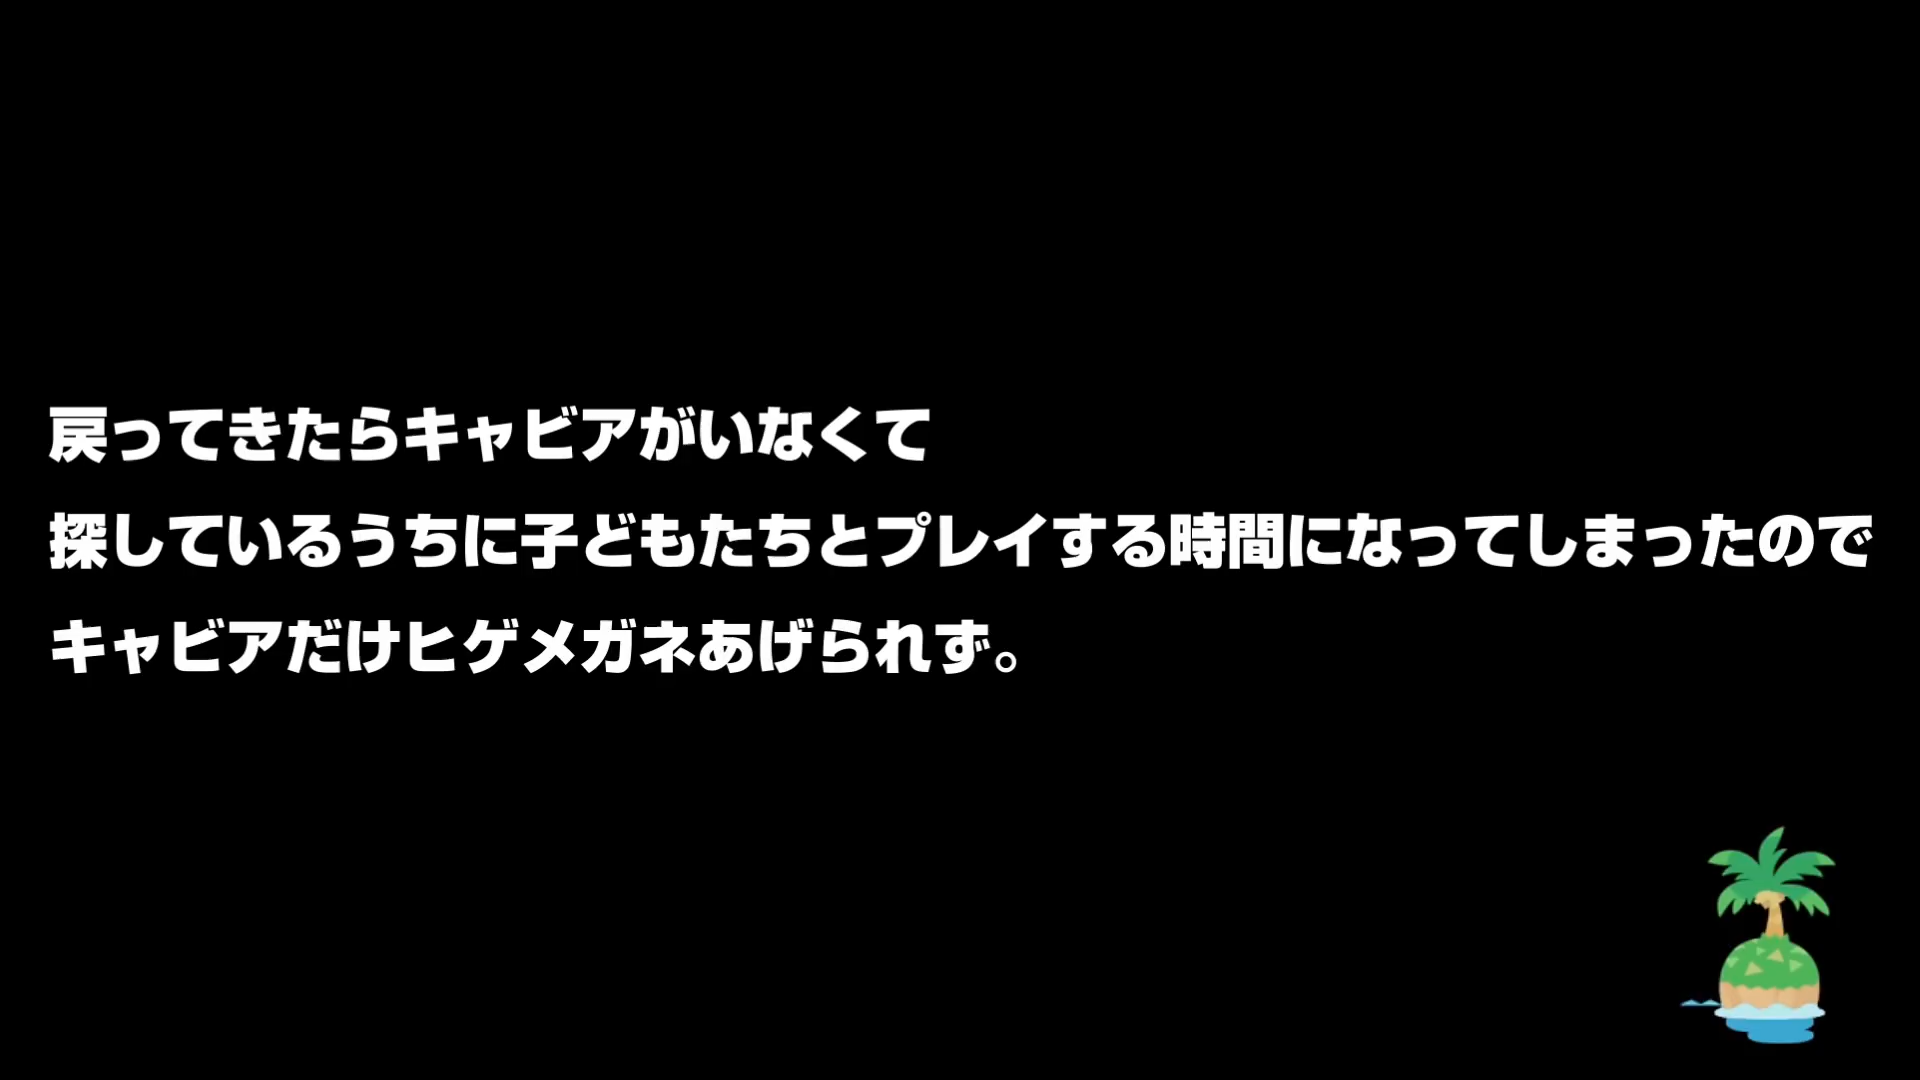 戻ってきたらキャビアがいなくて
探しているうちに子どもたちとプレイする時間になってしまったので
キャビアだけヒゲメガネあげられず。